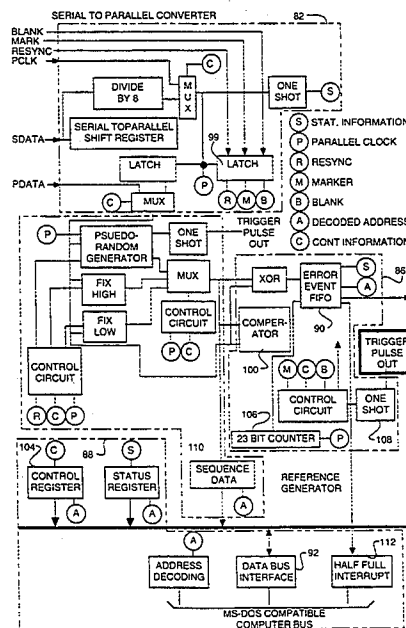 SERIAL TO PARALLEL CONVERTER
82
BLANK
MARK
RESYNC
PCLK
DIVIDE BY 8
MUX
C
ONE SHOT
S
SDATA
SERIAL TOPARALLEL SHIFT REGISTER
99
LATCH
LATCH
PDATA
C
MUX
P
R M B
S STAT. INFORMATION
P PARALLEL CLOCK
R RESYNC
M MARKER
B BLANK
A DECODED ADDRESS
C CONT INFORMATION
P
PSUEDO-RANDOM GENERATOR
ONE SHOT
TRIGGER PULSE OUT
FIX HIGH
MUX
XOR
ERROR EVENT FIFO
S
A
86
90
FIX LOW
CONTROL CIRCUIT
P C
COMPERATOR
100
TRIGGER PULSE OUT
CONTROL CIRCUIT
R C P
M C B
CONTROL CIRCUIT
ONE SHOT
108
106
23 BIT COUNTER
P
104
C
88
S
110
CONTROL REGISTER
STATUS REGISTER
A
A
SEQUENCE DATA
A
REFERENCE GENERATOR
A
92
112
ADDRESS DECODING
DATA BUS INTERFACE
HALF FULL INTERRUPT
MS-DOS COMPATIBLE COMPUTER BUS